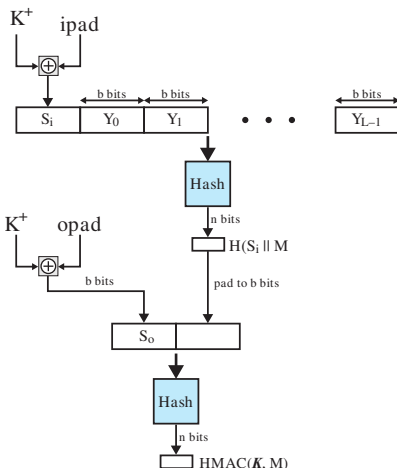 K+ ipad
b bits b bits b bits
Si Y0 Y1 • • • YL–1
Hash
n bits
H(Si || M
K+ opad
b bits
pad to b bits
So
Hash
n bits
HMAC(K, M)